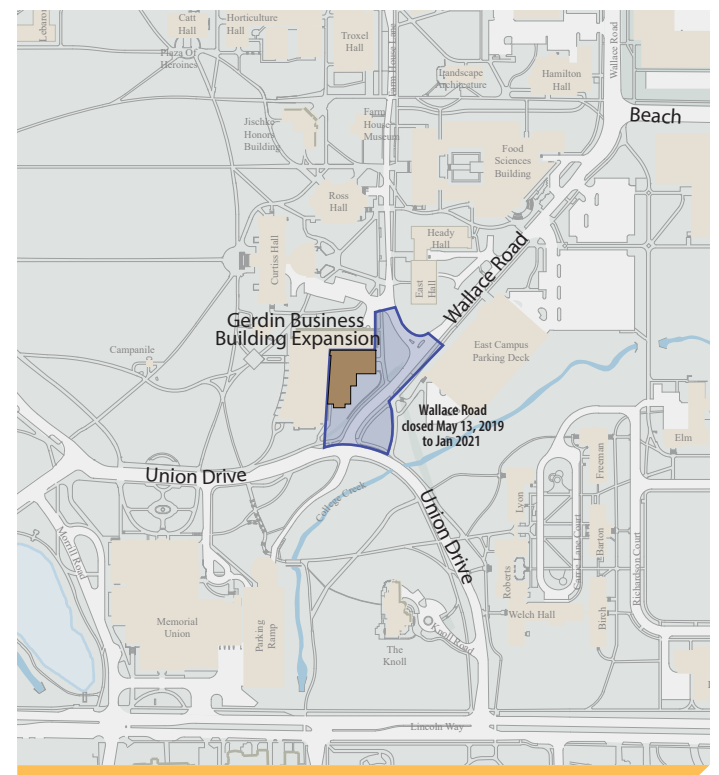 Catt
Hall
Horticulture
Hall
Troxel
Hall
Plaza Of
Heroines
Landscape
Architecture
Hamilton
Hall
Wallace Road
Beach
Jischke
Honors
Building
Farm
House
Museum
Farm House Lane
Food
Sciences
Building
Ross
Hall
Curtiss Hall
Heady
Hall
East
Hall
Wallace Road
Gerdin Business
Building Expansion
Campanile
East Campus
Parking Deck
Wallace Road
closed May 13, 2019
to Jan 2021
Elm
Union Drive
College Creek
Union Drive
Lyon
Freeman
Barton
Richardson Court
Morrill Road
Memorial
Union
Parking
Ramp
The
Knoll
Knoll Road
Roberts
Welch Hall
Birch
Lincoln Way